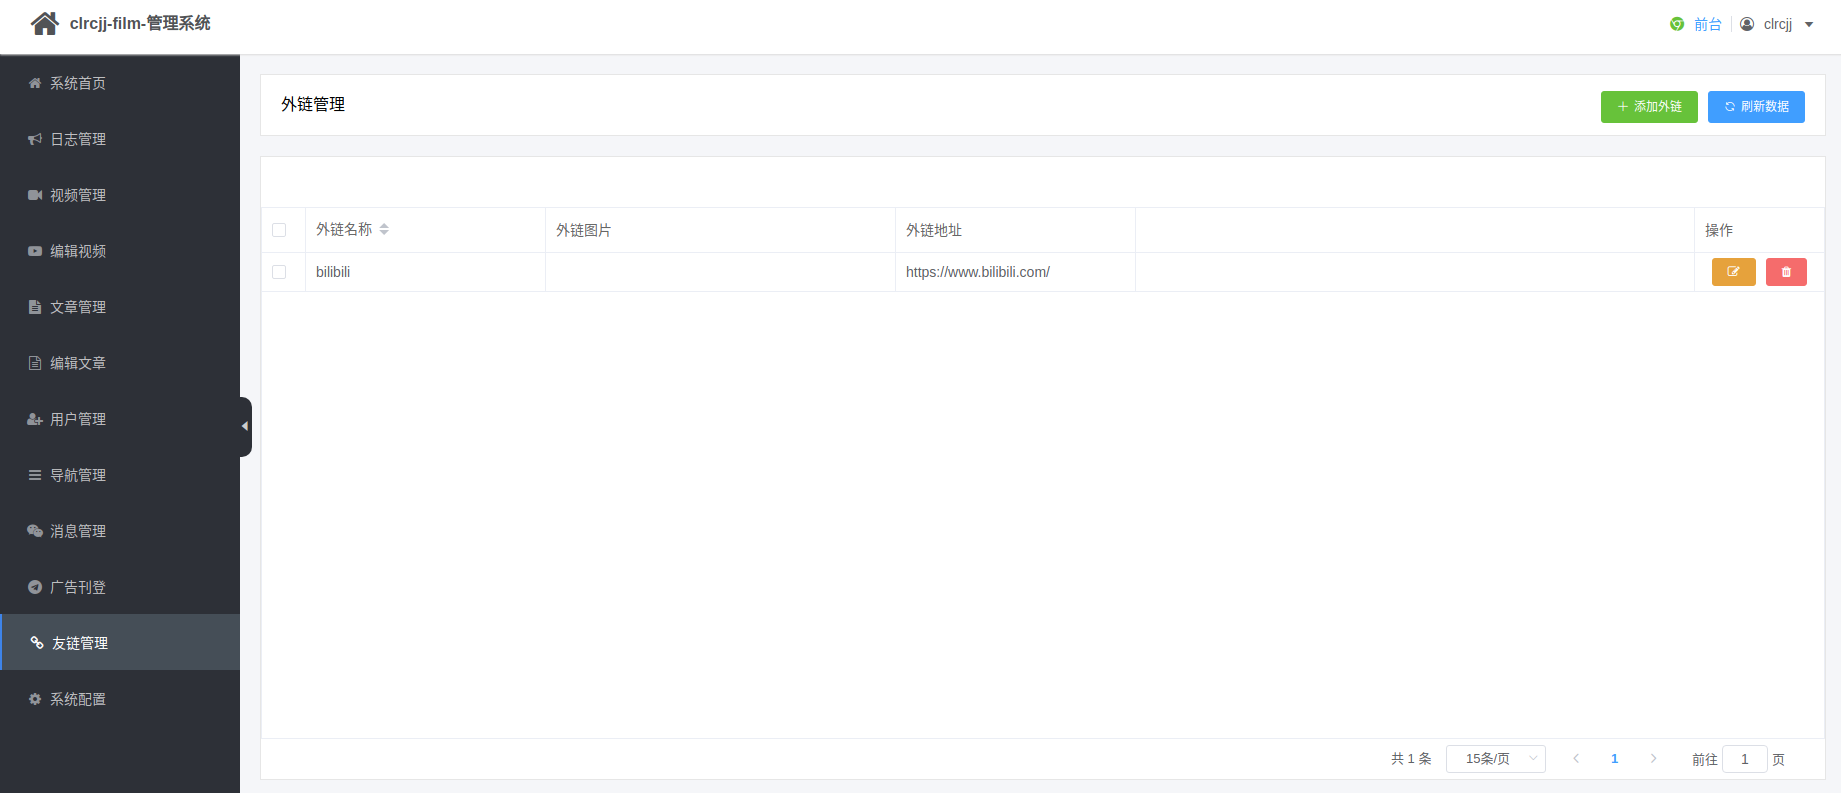 clrcjj-film-管理系统
前台
clrcjj
系统首页
日志管理
视频管理
编辑视频
文章管理
编辑文章
用户管理
导航管理
消息管理
广告刊登
友链管理
系统配置
外链管理
添加外链
刷新数据
外链名称 外链图片 外链地址 操作
bilibili https://www.bilibili.com/
共 1 条 15条/页 1 前往 1 页